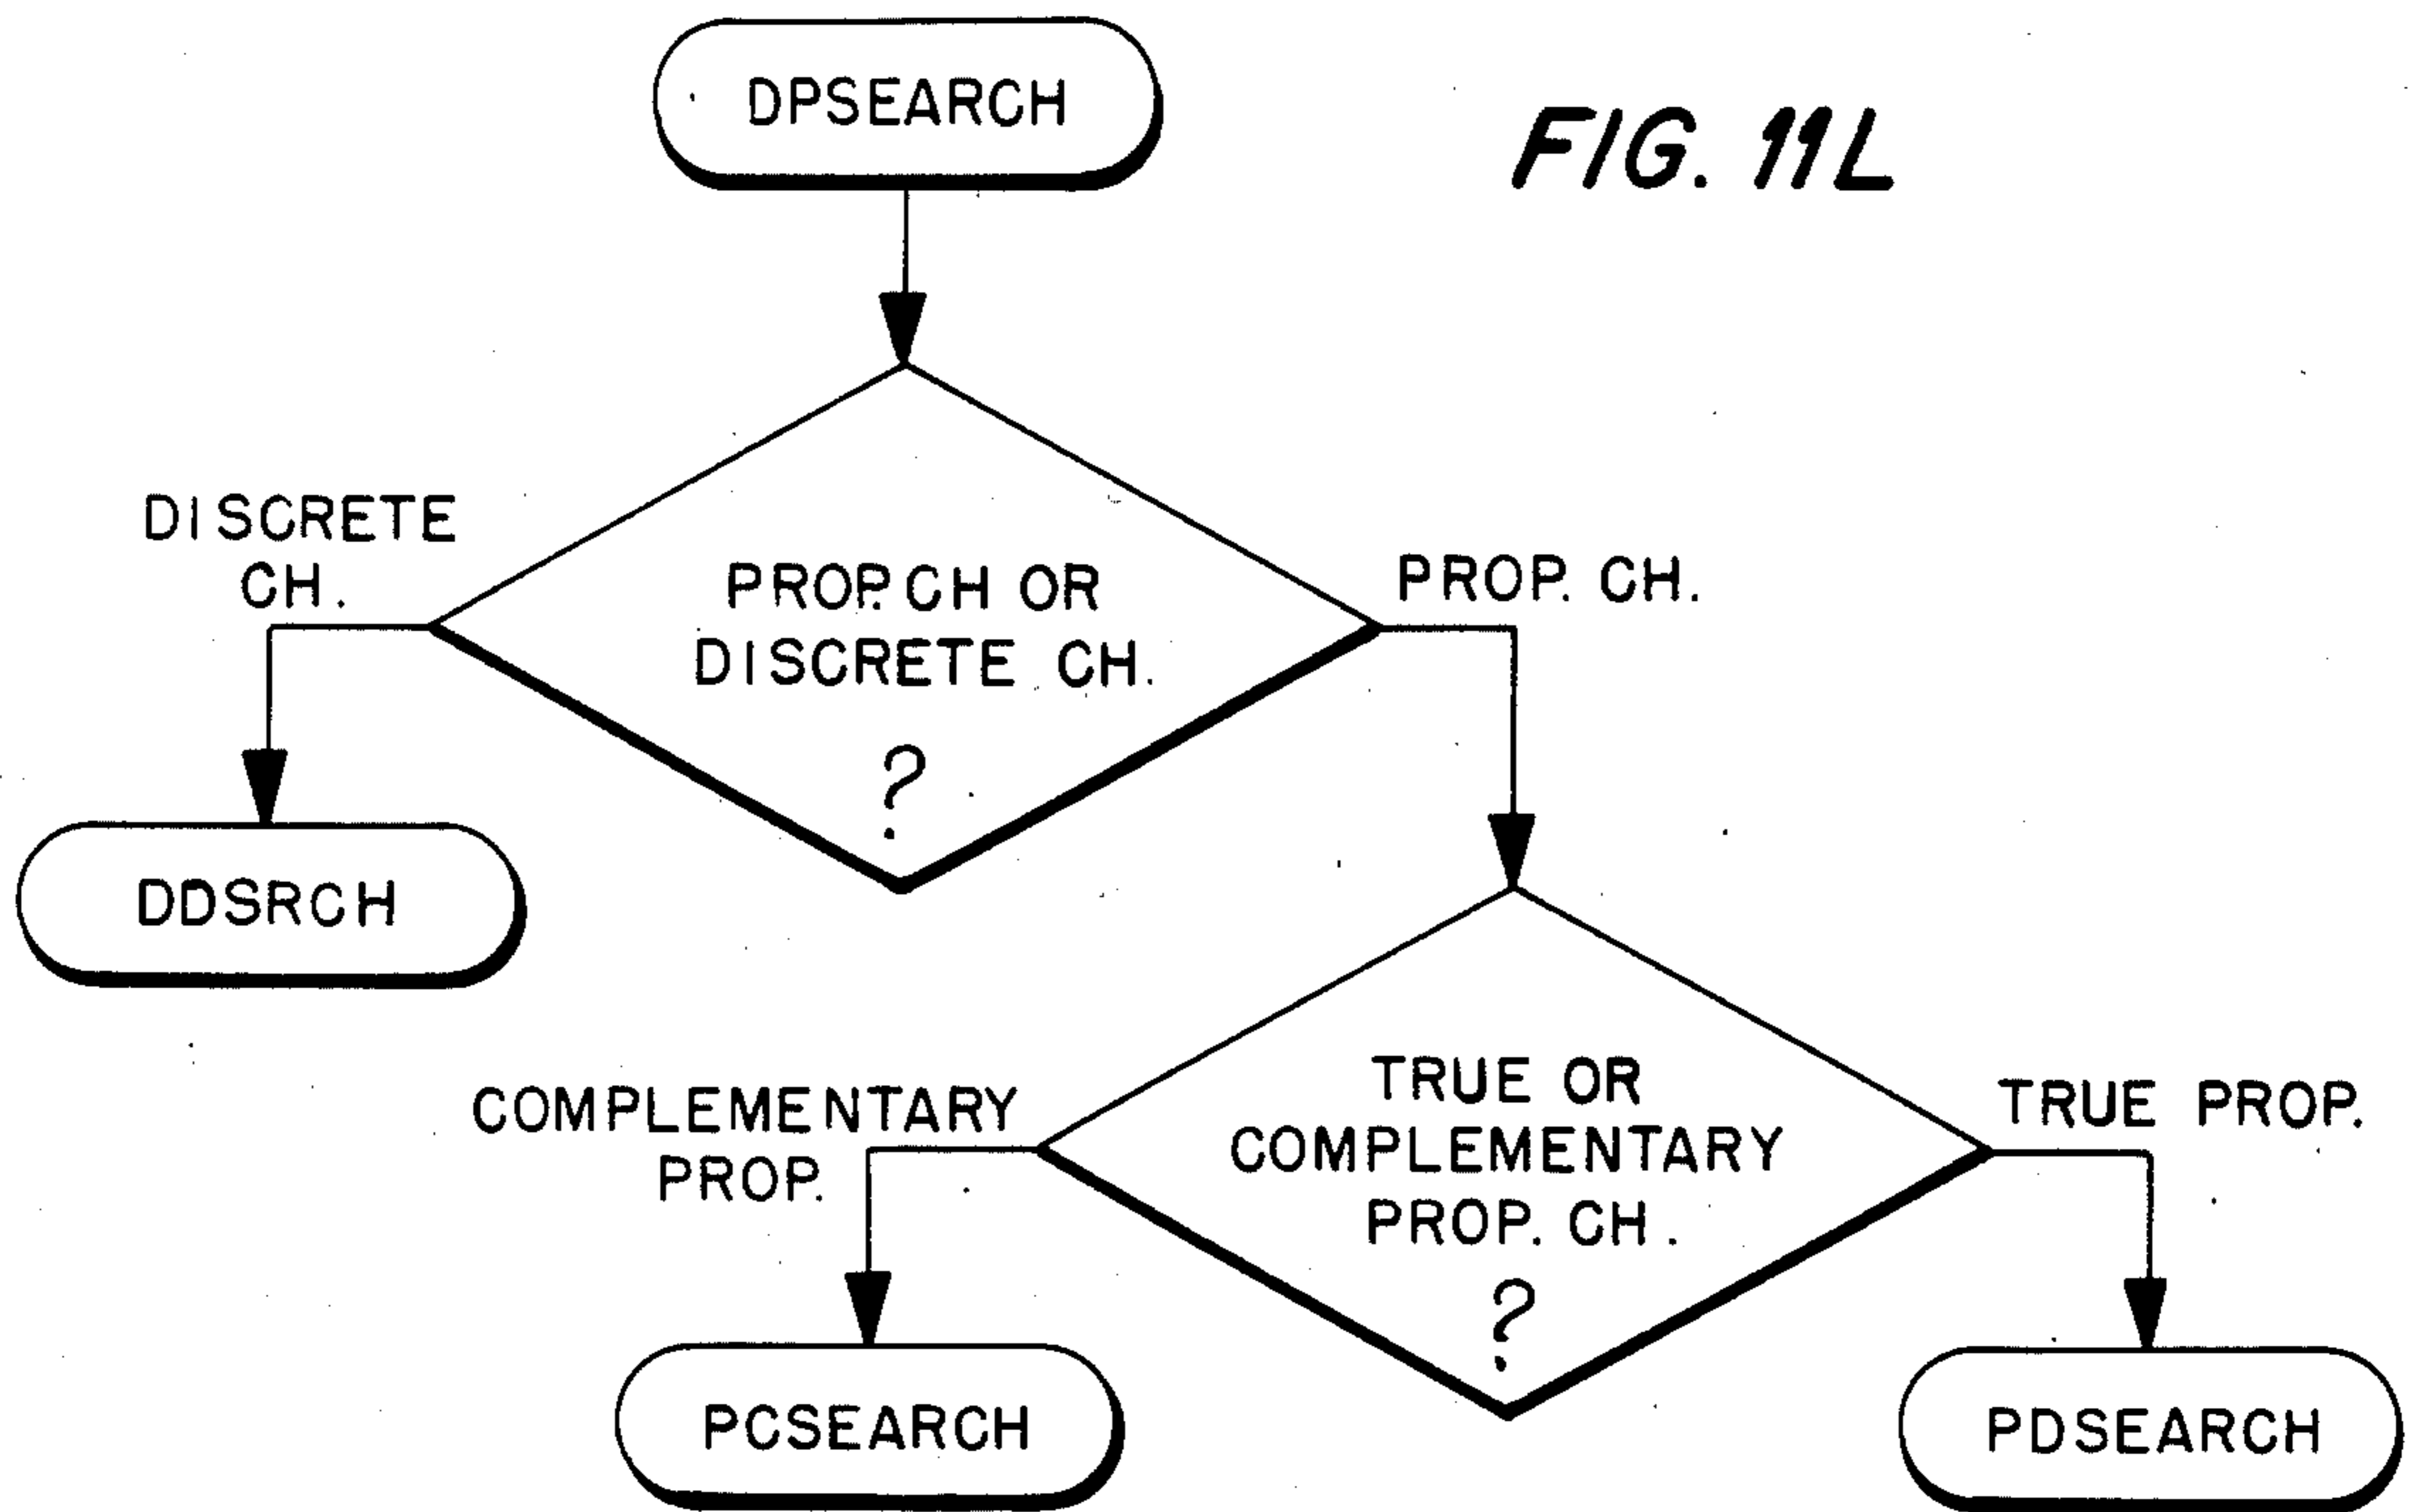 DPSEARCH
FIG. 11L
DISCRETE
CH.
PROP. CH OR
DISCRETE CH.
?
PROP. CH.
DDSRCH
COMPLEMENTARY
PROP.
TRUE OR
COMPLEMENTARY
PROP. CH.
?
TRUE PROP.
PCSEARCH
PDSEARCH